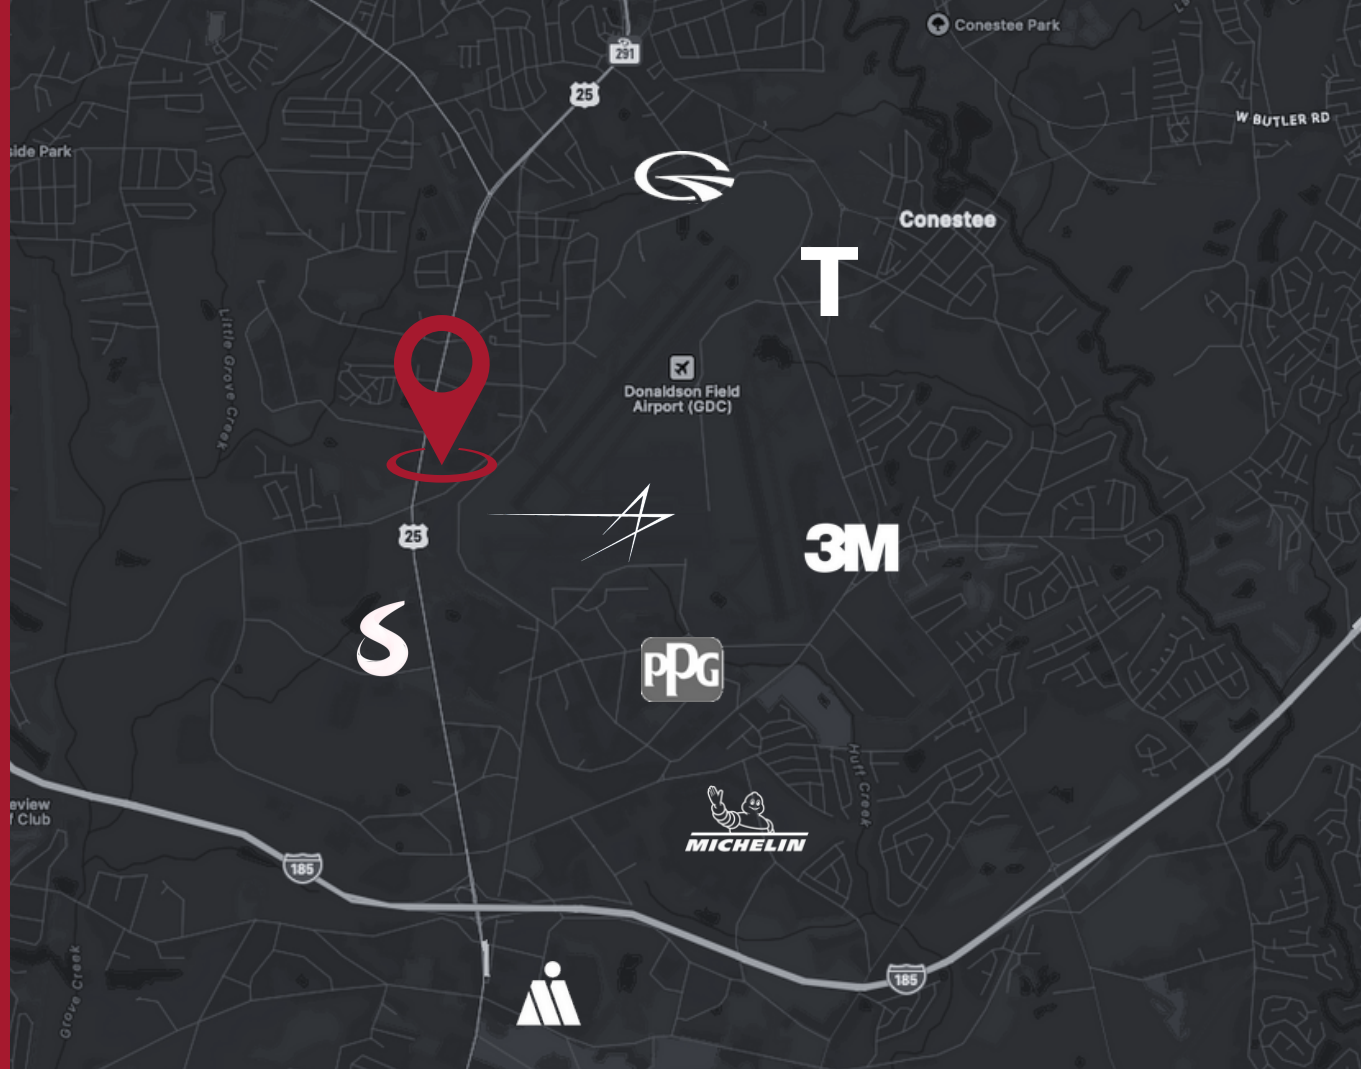 Conestee Park
291
25
W BUTLER RD
side Park
Conestee
T
Little Grove Creek
Donaldson Field
Airport (GDC)
25
3M
S
PPG
Huff Creek
eview
f Club
MICHELIN
185
185
Grove Creek